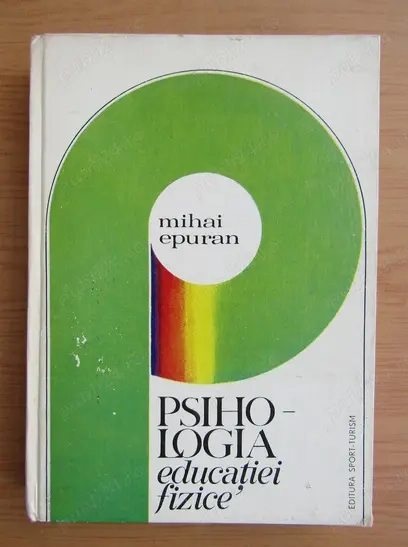 mihai
epuran
PSIHO-
LOGIA
educației
fizice
EDITURA SPORT-TURISM